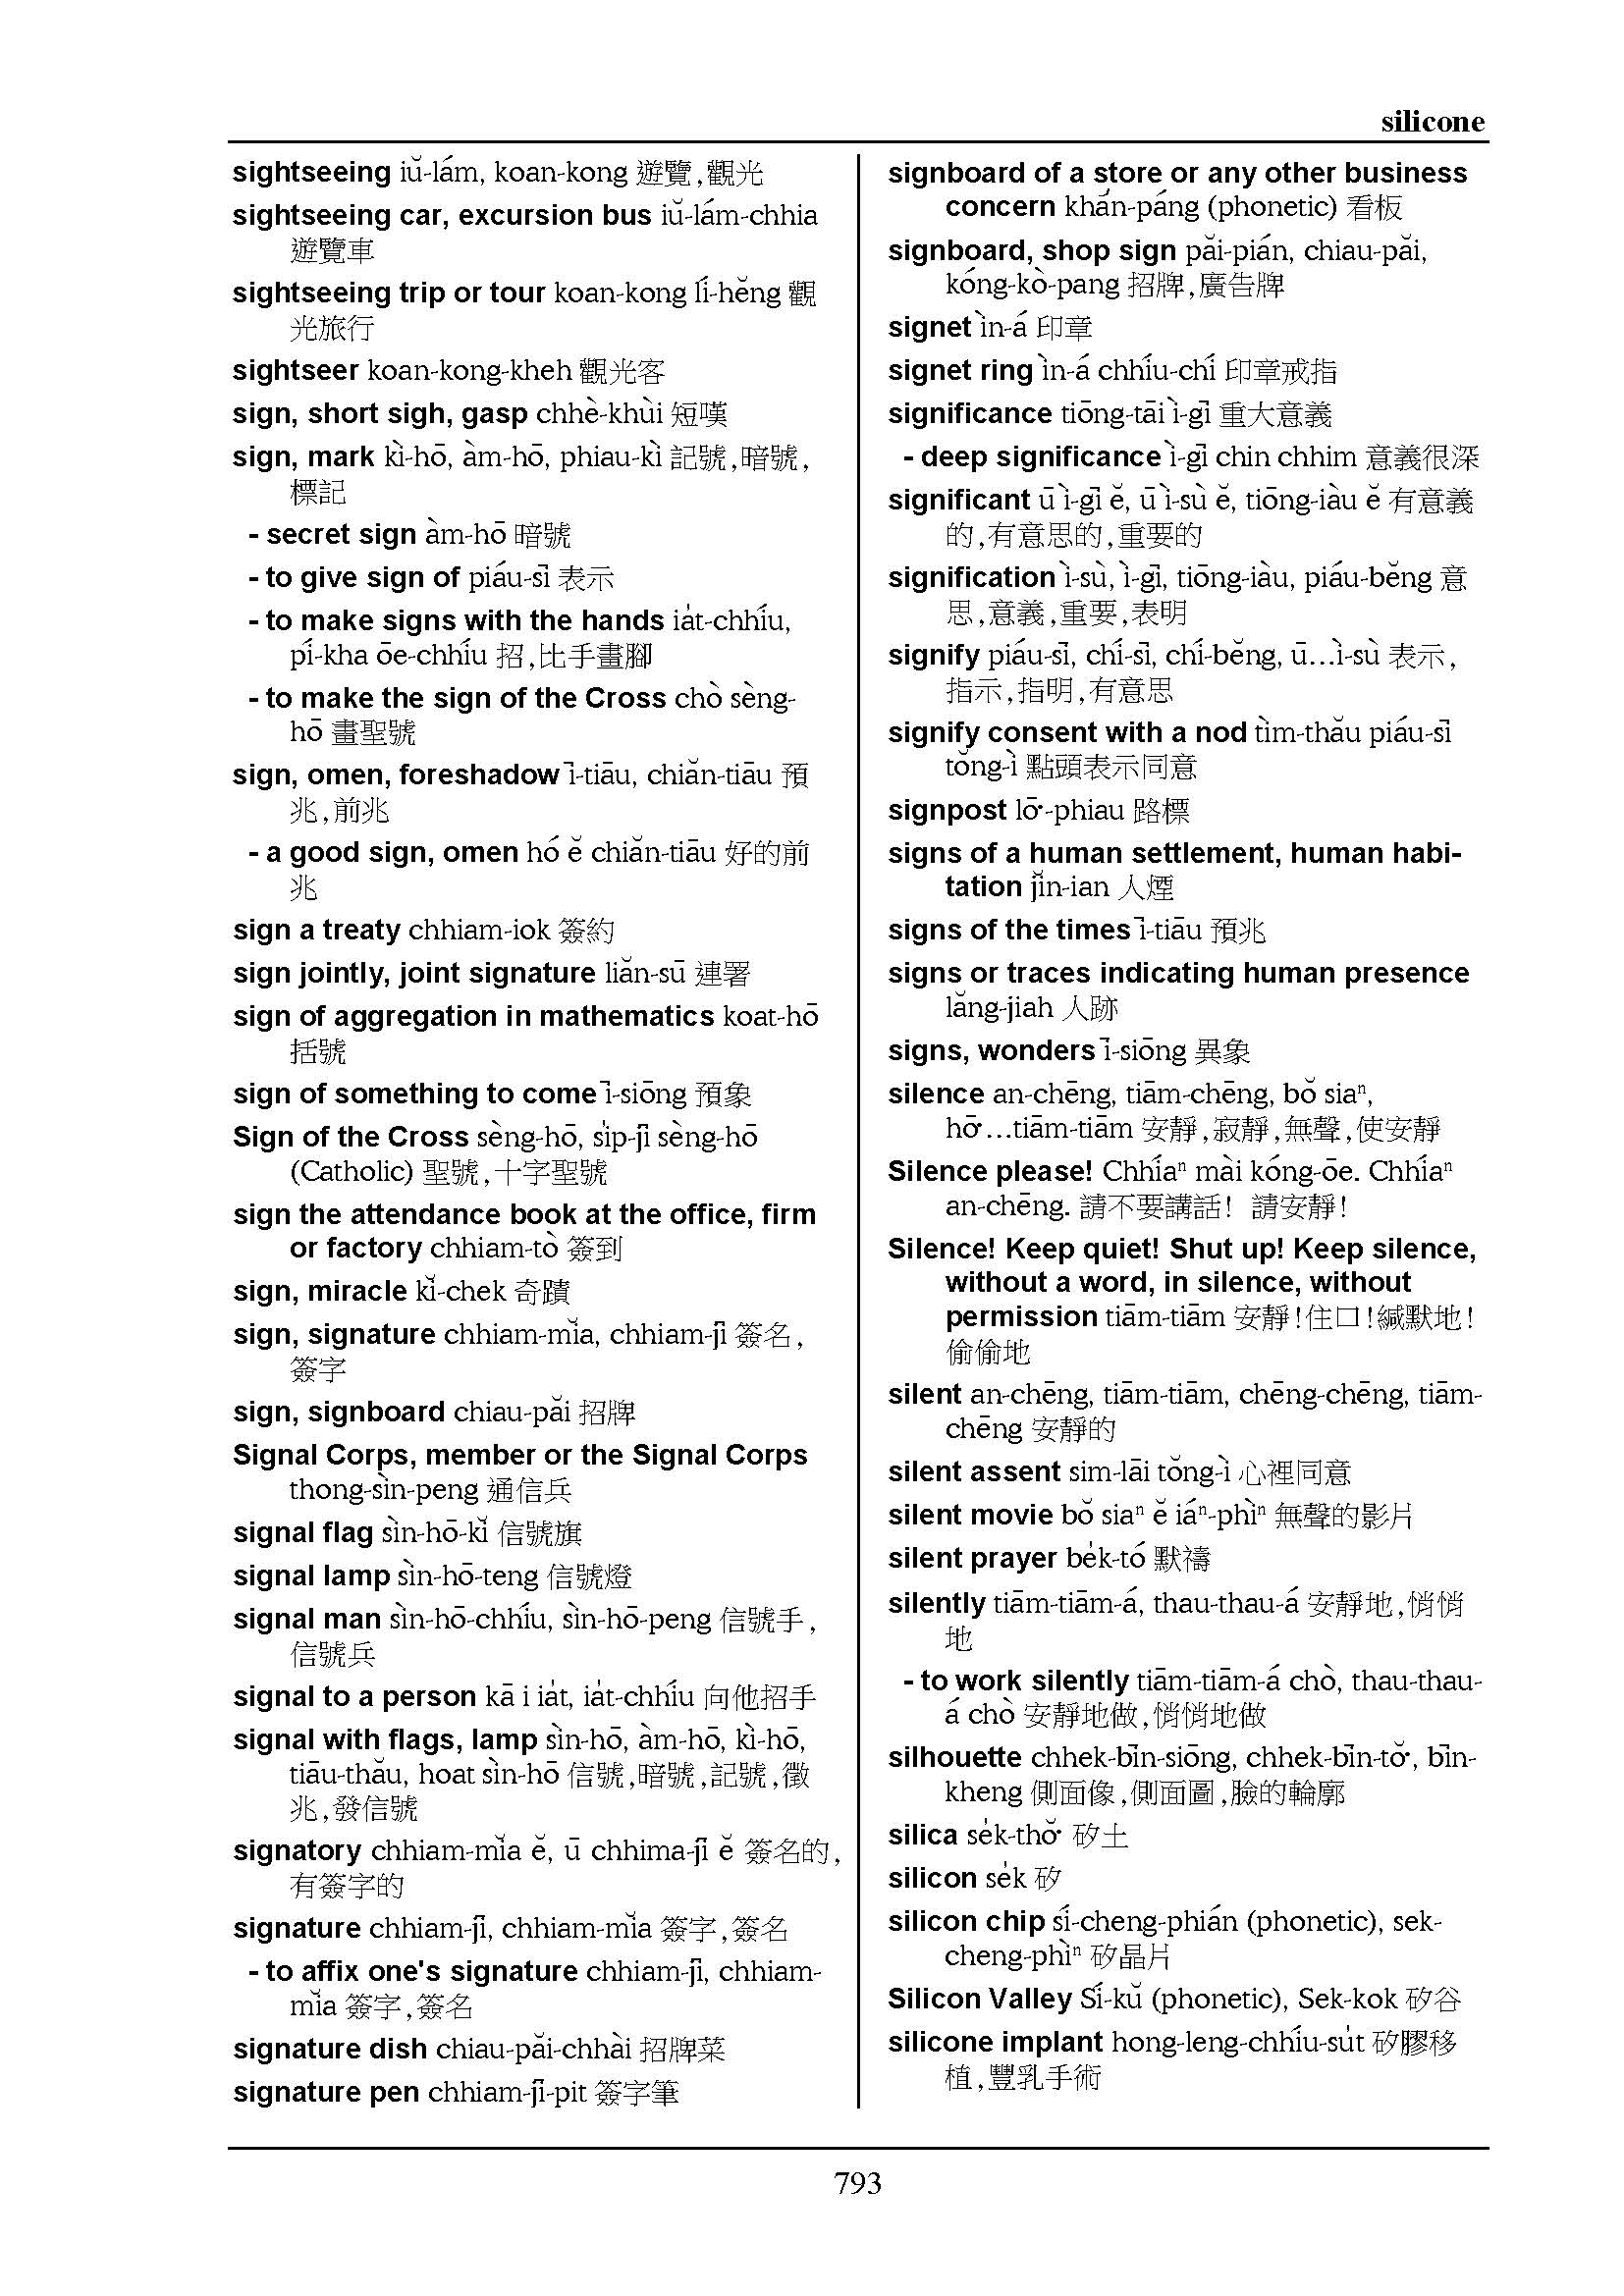 silicone
sightseeing iŭ-lám, koan-kong 遊覽,觀光
sightseeing car, excursion bus iŭ-lám-chhia
遊覽車
sightseeing trip or tour koan-kong lí-hĕng 觀
光旅行
sightseer koan-kong-kheh 觀光客
sign, short sigh, gasp chhè-khùi 短嘆
sign, mark kì-hō, àm-hō, phiau-kì 記號,暗號,
標記
- secret sign àm-hō 暗號
- to give sign of piáu-sī 表示
- to make signs with the hands ia̍t-chhíu,
pí-kha ōe-chhíu 招,比手畫腳
- to make the sign of the Cross chò sèng-
hō 畫聖號
sign, omen, foreshadow ī-tiāu, chiăn-tiāu 預
兆,前兆
- a good sign, omen hó ĕ chiăn-tiāu 好的前
兆
sign a treaty chhiam-iok 簽約
sign jointly, joint signature liăn-sū 連署
sign of aggregation in mathematics koat-hō
括號
sign of something to come ī-siōng 預象
Sign of the Cross sèng-hō, si̍p-jī sèng-hō
(Catholic) 聖號,十字聖號
sign the attendance book at the office, firm
or factory chhiam-tò 簽到
sign, miracle kĭ-chek 奇蹟
sign, signature chhiam-mĭa, chhiam-jī 簽名,
簽字
sign, signboard chiau-păi 招牌
Signal Corps, member or the Signal Corps
thong-sìn-peng 通信兵
signal flag sìn-hō-kĭ 信號旗
signal lamp sìn-hō-teng 信號燈
signal man sìn-hō-chhíu, sìn-hō-peng 信號手,
信號兵
signal to a person kā i ia̍t, ia̍t-chhíu 向他招手
signal with flags, lamp sìn-hō, àm-hō, kì-hō,
tiāu-thău, hoat sìn-hō 信號,暗號,記號,徵
兆,發信號
signatory chhiam-mĭa ĕ, ū chhima-jī ĕ 簽名的,
有簽字的
signature chhiam-jī, chhiam-mĭa 簽字,簽名
- to affix one's signature chhiam-jī, chhiam-
mĭa 簽字,簽名
signature dish chiau-păi-chhài 招牌菜
signature pen chhiam-jī-pit 簽字筆
signboard of a store or any other business
concern khán-páng (phonetic) 看板
signboard, shop sign păi-pián, chiau-păi,
kóng-kò-pang 招牌,廣告牌
signet ìn-á 印章
signet ring ìn-á chhíu-chí 印章戒指
significance tiōng-tāi ì-gī 重大意義
- deep significance ì-gī chin chhim 意義很深
significant ū ì-gī ĕ, ū ì-sù ĕ, tiōng-iàu ĕ 有意義
的,有意思的,重要的
signification ì-sù, ì-gī, tiōng-iàu, piáu-bĕng 意
思,意義,重要,表明
signify piáu-sī, chí-sī, chí-bĕng, ū...ì-sù 表示,
指示,指明,有意思
signify consent with a nod tìm-thău piáu-sī
tŏng-ì 點頭表示同意
signpost lō͘-phiau 路標
signs of a human settlement, human habi-
tation jĭn-ian 人煙
signs of the times ī-tiāu 預兆
signs or traces indicating human presence
lăng-jiah 人跡
signs, wonders ī-siōng 異象
silence an-chēng, tiām-chēng, bŏ siaⁿ,
hō͘...tiām-tiām 安靜,寂靜,無聲,使安靜
Silence please! Chhíaⁿ mài kóng-ōe. Chhíaⁿ
an-chēng. 請不要講話! 請安靜!
Silence! Keep quiet! Shut up! Keep silence,
without a word, in silence, without
permission tiām-tiām 安靜!住口!緘默地!
偷偷地
silent an-chēng, tiām-tiām, chēng-chēng, tiām-
chēng 安靜的
silent assent sim-lāi tŏng-ì 心裡同意
silent movie bŏ siaⁿ ĕ iáⁿ-phìⁿ 無聲的影片
silent prayer be̍k-tó 默禱
silently tiām-tiām-á, thau-thau-á 安靜地,悄悄
地
- to work silently tiām-tiām-á chò, thau-thau-
á chò 安靜地做,悄悄地做
silhouette chhek-bīn-siōng, chhek-bīn-tŏ͘, bīn-
kheng 側面像,側面圖,臉的輪廓
silica se̍k-thŏ͘ 矽土
silicon se̍k 矽
silicon chip sí-cheng-phián (phonetic), sek-
cheng-phìⁿ 矽晶片
Silicon Valley Sí-kŭ (phonetic), Sek-kok 矽谷
silicone implant hong-leng-chhíu-su̍t 矽膠移
植,豐乳手術
793